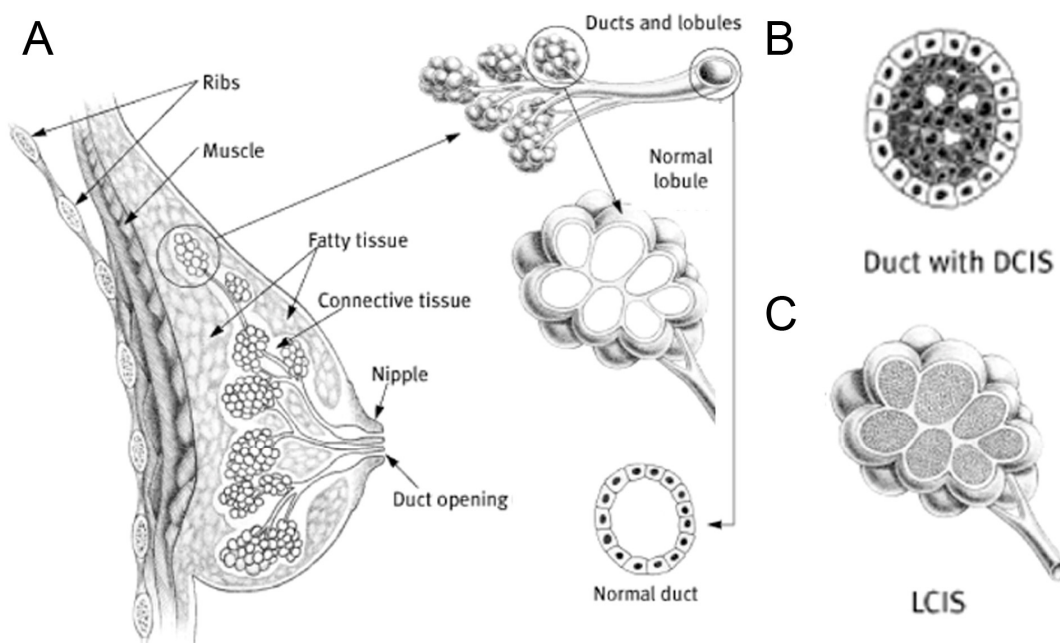 A
Ribs
Muscle
Fatty tissue
Connective tissue
Nipple
Duct opening
Ducts and lobules
Normal
lobule
Normal duct
B
Duct with DCIS
C
LCIS